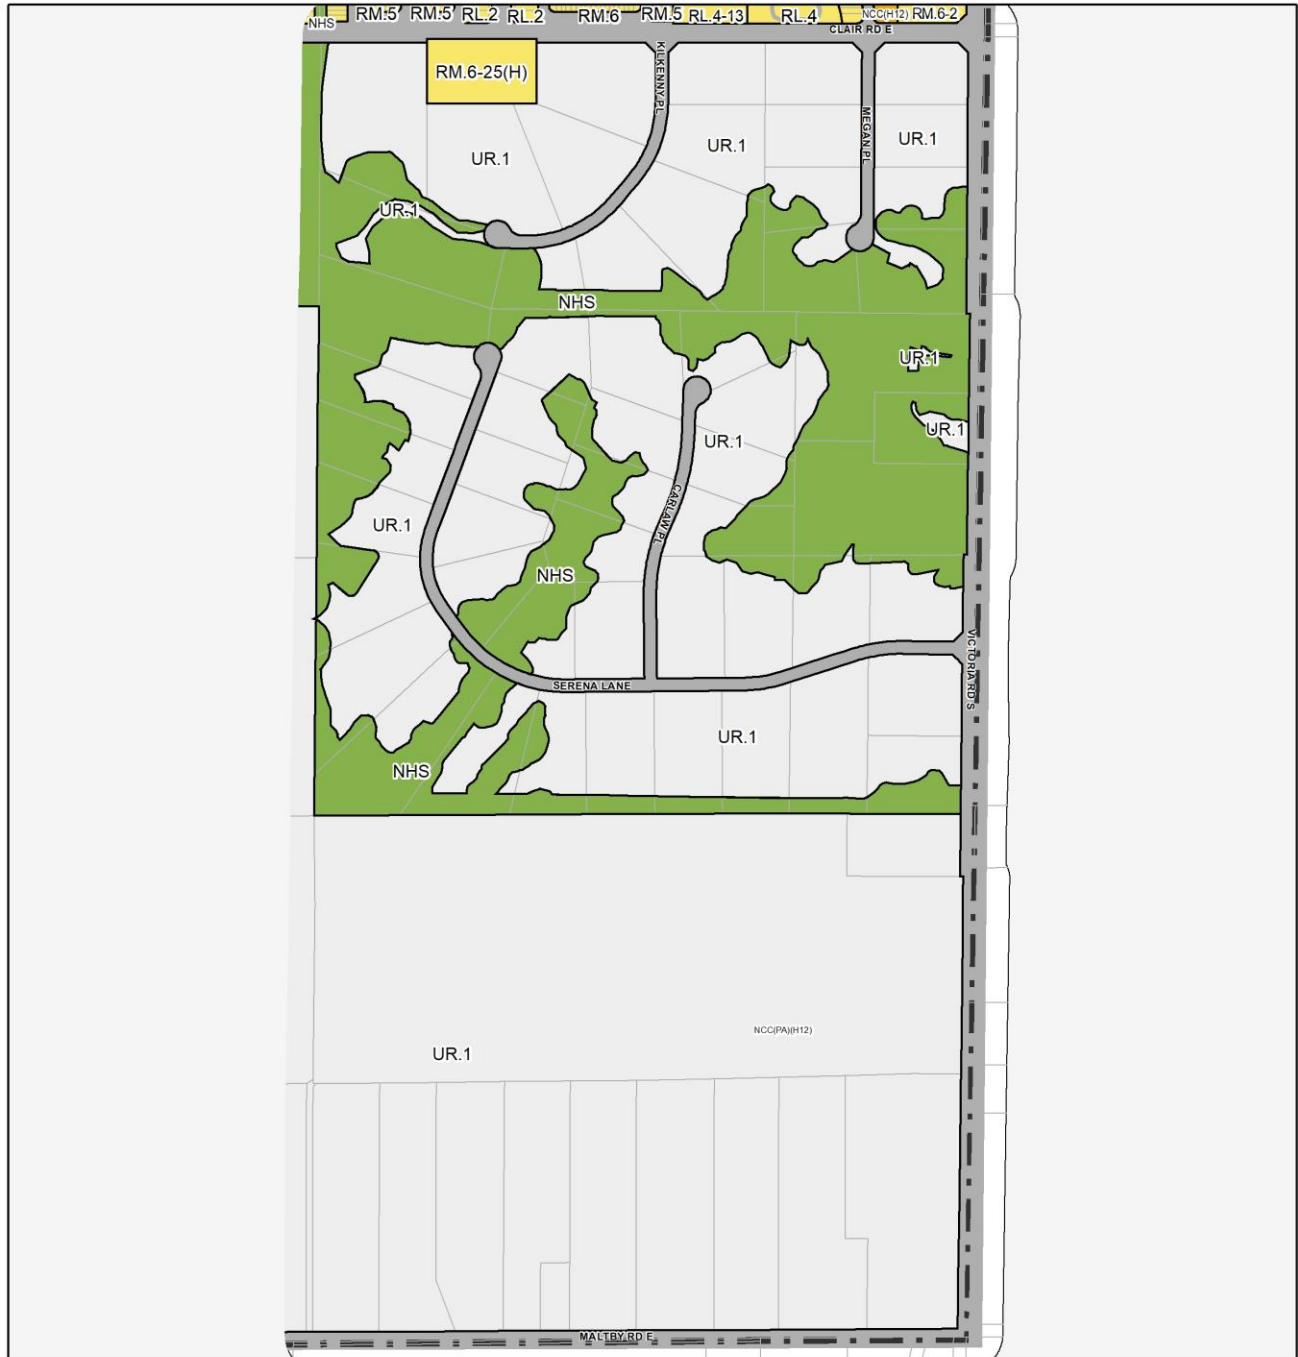 NHS
RM.5
RM.5
RL.2
RL.2
RM.6
RM.5
RL.4-13
RL.4
NCC(H12)
RM.6-2
CLAIR RD E
RM.6-25(H)
KILKENNY PL
MEGAN PL
UR.1
UR.1
UR.1
UR.1
NHS
UR.1
UR.1
UR.1
UR.1
CARLAW PL
NHS
VICTORIA RD S
SERENA LANE
UR.1
NHS
NCC(PA)(H12)
UR.1
MALTBY RD E